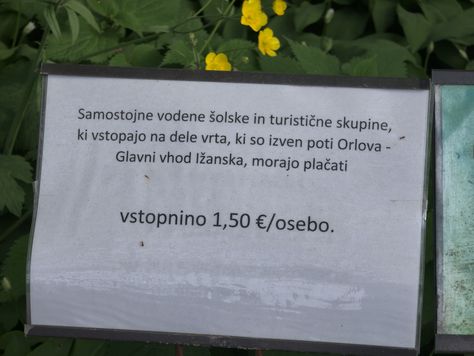 Samostojne vodene šolske in turistične skupine,
ki vstopajo na dele vrta, ki so izven poti Orlova -
Glavni vhod Ižanska, morajo plačati
vstopnino 1,50 €/osebo.